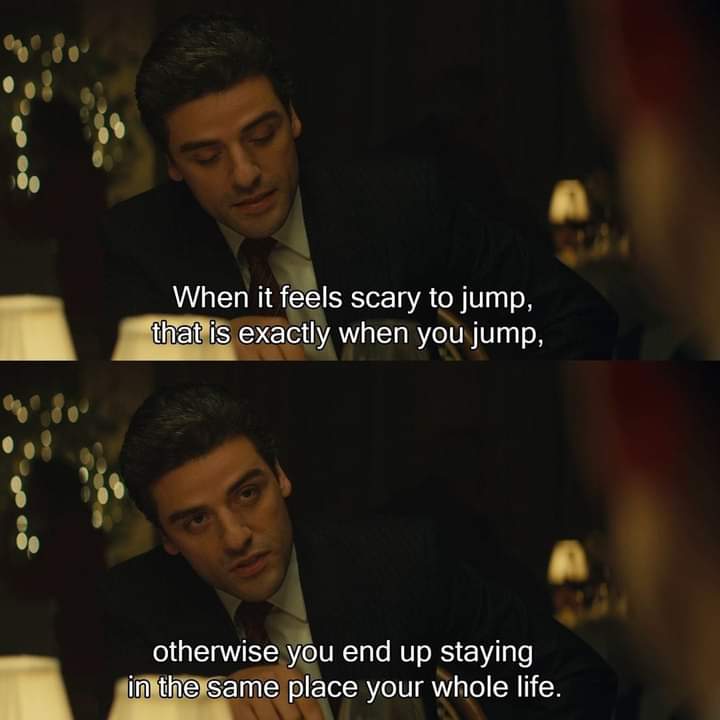 When it feels scary to jump,
that is exactly when you jump,
otherwise you end up staying
in the same place your whole life.